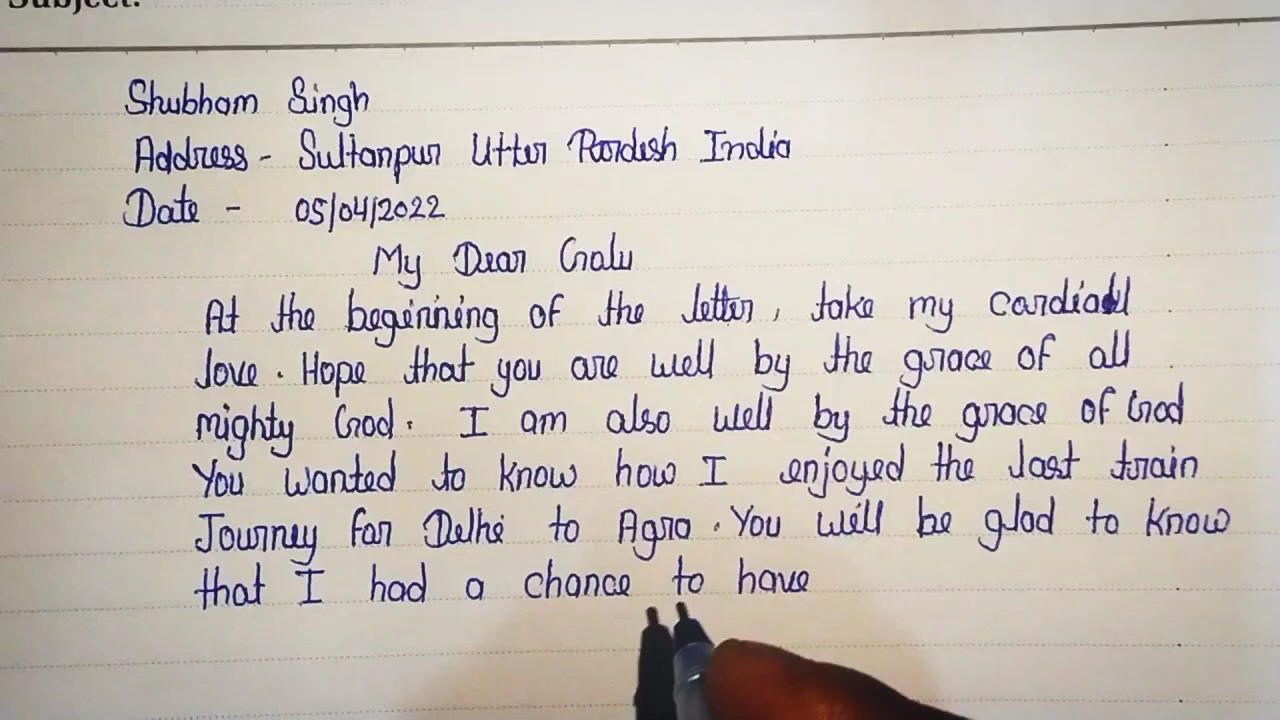 Subject:
Shubham Singh
Address - Sultanpur Utter Pardesh India
Date - 05/04/2022
My Dear Golu
At the beginning of the letter, take my cardial
love. Hope that you are well by the grace of all
mighty God. I am also well by the grace of God
You wanted to know how I enjoyed the last train
Journey for Delhi to Agra. You will be glad to know
that I had a chance to have